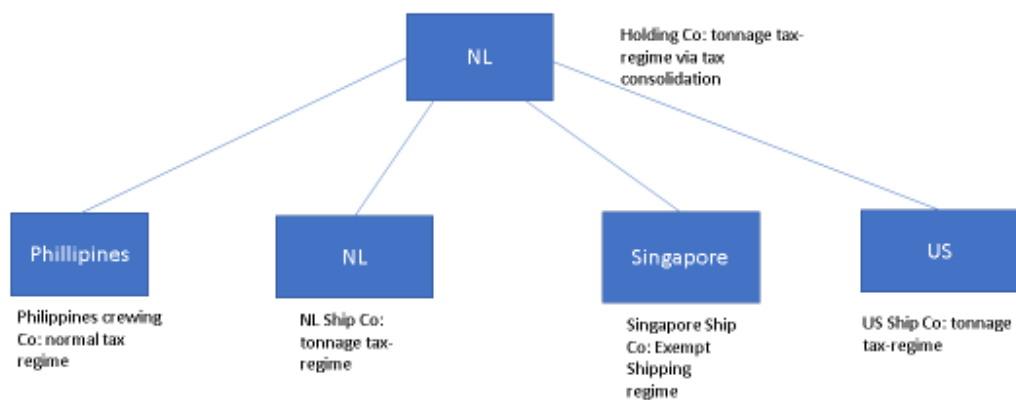 NL
Holding Co: tonnage tax-
regime via tax
consolidation
Phillipines
NL
Singapore
US
Philippines crewing
Co: normal tax
regime
NL Ship Co:
tonnage tax-
regime
Singapore Ship
Co: Exempt
Shipping
regime
US Ship Co: tonnage
tax-regime